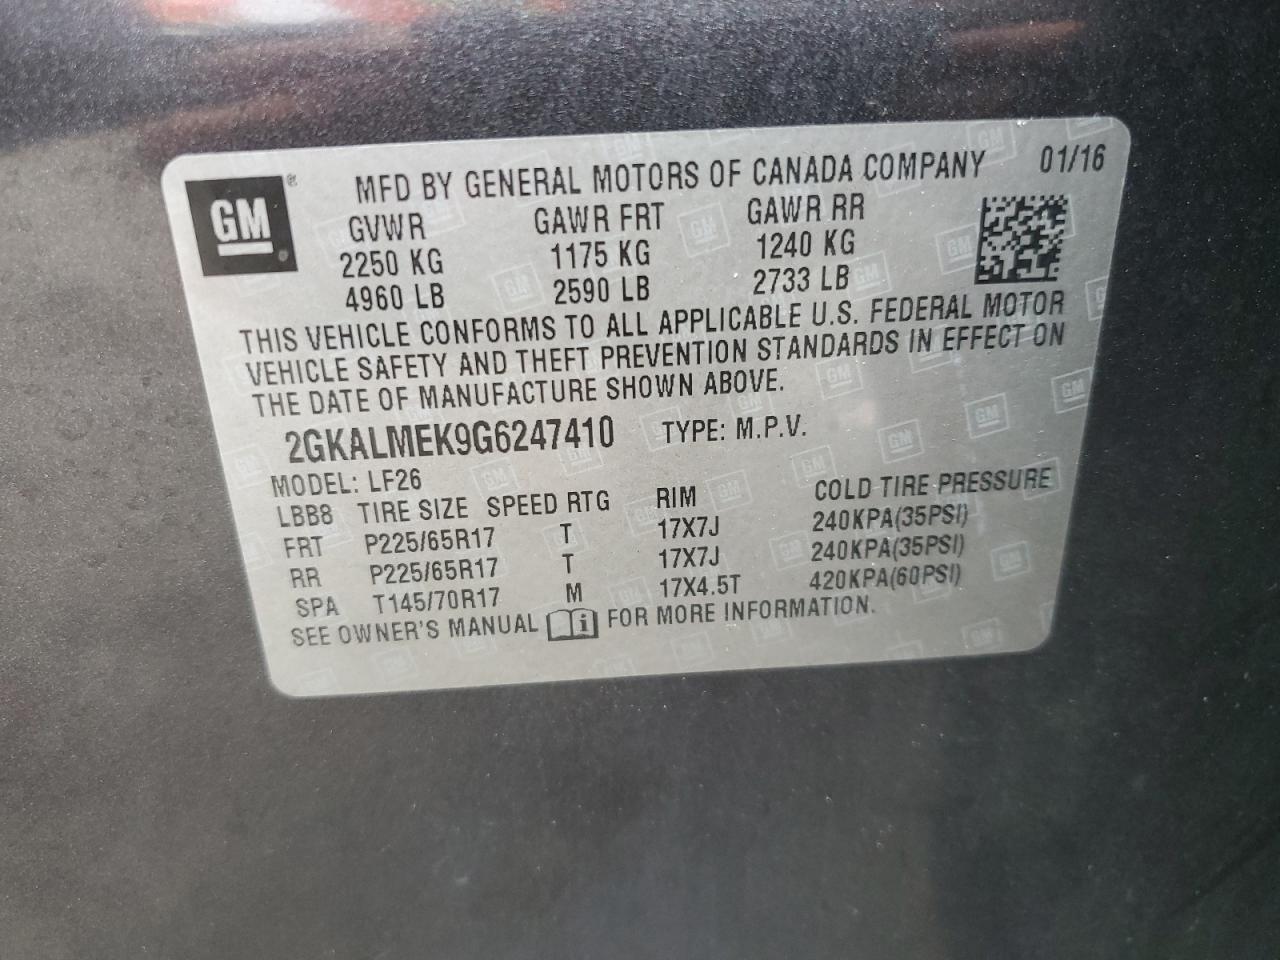 GM
MFD BY GENERAL MOTORS OF CANADA COMPANY 01/16
GVWR GAWR FRT GAWR RR
2250 KG 1175 KG 1240 KG
4960 LB 2590 LB 2733 LB
THIS VEHICLE CONFORMS TO ALL APPLICABLE U.S. FEDERAL MOTOR
VEHICLE SAFETY AND THEFT PREVENTION STANDARDS IN EFFECT ON
THE DATE OF MANUFACTURE SHOWN ABOVE.
2GKALMEK9G6247410 TYPE: M.P.V.
MODEL: LF26
LBB8 TIRE SIZE SPEED RTG RIM COLD TIRE PRESSURE
FRT P225/65R17 T 17X7J 240KPA(35PSI)
RR P225/65R17 T 17X7J 240KPA(35PSI)
SPA T145/70R17 M 17X4.5T 420KPA(60PSI)
SEE OWNER'S MANUAL i FOR MORE INFORMATION.